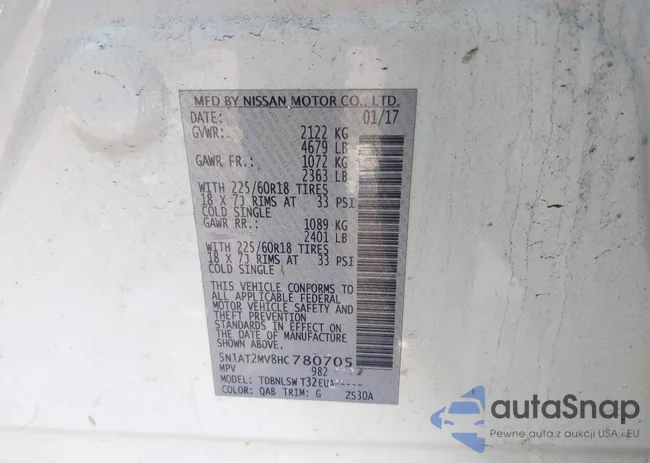 MFD BY NISSAN MOTOR CO., LTD.
DATE: 01/17
GVWR: 2122 KG
4679 LB
GAWR FR.: 1072 KG
2363 LB
WITH 225/60R18 TIRES
18 X 7J RIMS AT 33 PSI
COLD SINGLE
GAWR RR.: 1089 KG
2401 LB
WITH 225/60R18 TIRES
18 X 7J RIMS AT 33 PSI
COLD SINGLE
THIS VEHICLE CONFORMS TO
ALL APPLICABLE FEDERAL
MOTOR VEHICLE SAFETY AND
THEFT PREVENTION
STANDARDS IN EFFECT ON
THE DATE OF MANUFACTURE
SHOWN ABOVE.
5N1AT2MV8HC780705
MPV 982
MODEL: TDBNLSW T32EUA-----
COLOR: QAB TRIM: G ZS30A
autoSnap
Pewne auta z aukcji USA i EU